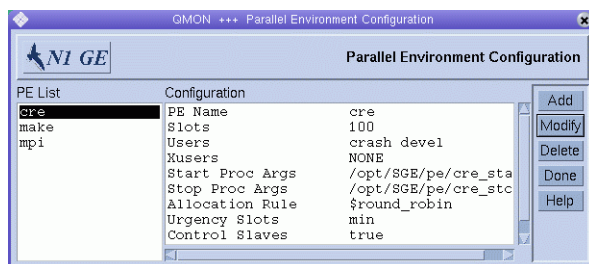 QMON +++ Parallel Environment Configuration
N1 GE
Parallel Environment Configuration
PE List
Configuration
cre
make
mpi
PE Name cre
Slots 100
Users crash devel
Xusers NONE
Start Proc Args /opt/SGE/pe/cre_sta
Stop Proc Args /opt/SGE/pe/cre_stc
Allocation Rule $round_robin
Urgency Slots min
Control Slaves true
Add
Modify
Delete
Done
Help